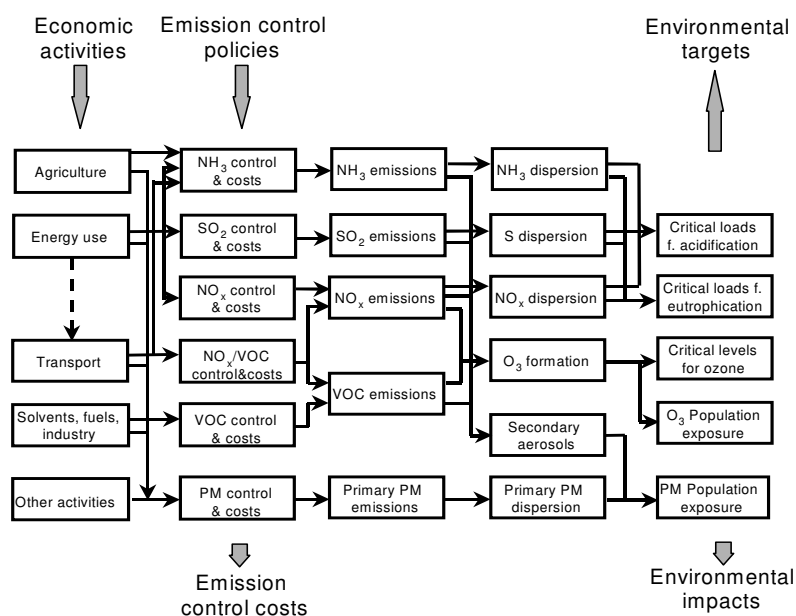 Economic
activities
Emission control
policies
Environmental
targets
Agriculture
NH₃ control
& costs
NH₃ emissions
NH₃ dispersion
Energy use
SO₂ control
& costs
SO₂ emissions
S dispersion
Critical loads
f. acidification
NOₓ control
& costs
NOₓ emissions
NOₓ dispersion
Critical loads f.
eutrophication
Transport
NOₓ/VOC
control&costs
O₃ formation
Critical levels
for ozone
VOC emissions
Solvents, fuels,
industry
VOC control
& costs
Secondary
aerosols
O₃ Population
exposure
Other activities
PM control
& costs
Primary PM
emissions
Primary PM
dispersion
PM Population
exposure
Emission
control costs
Environmental
impacts